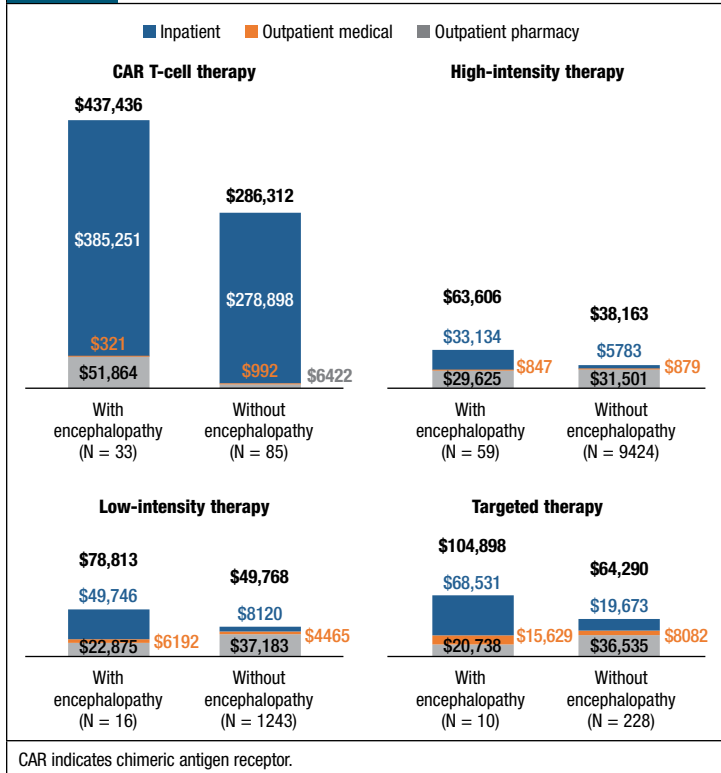 Inpatient Outpatient medical Outpatient pharmacy
CAR T-cell therapy
$437,436
$385,251
$321
$51,864
With
encephalopathy
(N = 33)
$286,312
$278,898
$992
$6422
Without
encephalopathy
(N = 85)
High-intensity therapy
$63,606
$33,134
$847
$29,625
With
encephalopathy
(N = 59)
$38,163
$5783
$879
$31,501
Without
encephalopathy
(N = 9424)
Low-intensity therapy
$78,813
$49,746
$6192
$22,875
With
encephalopathy
(N = 16)
$49,768
$8120
$4465
$37,183
Without
encephalopathy
(N = 1243)
Targeted therapy
$104,898
$68,531
$15,629
$20,738
With
encephalopathy
(N = 10)
$64,290
$19,673
$8082
$36,535
Without
encephalopathy
(N = 228)
CAR indicates chimeric antigen receptor.